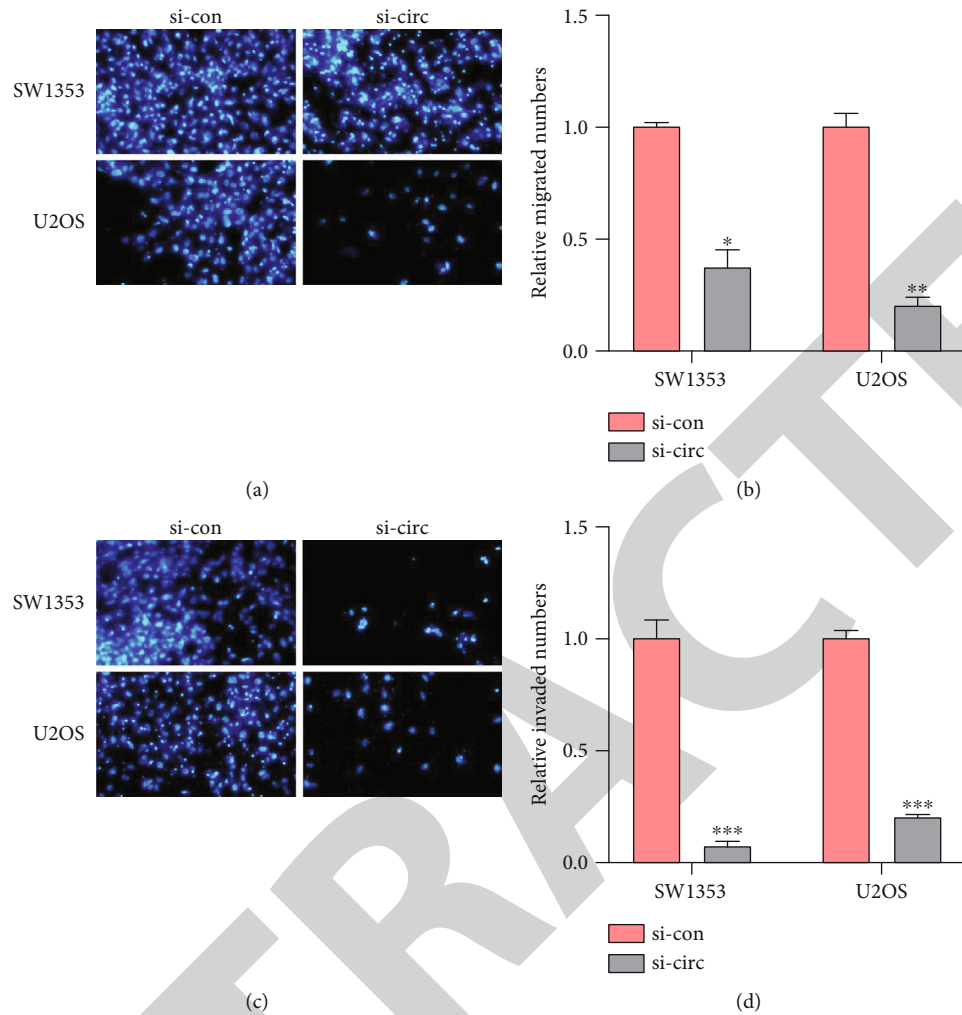 si-con si-circ
SW1353
U2OS
(a)
Relative migrated numbers
1.5
1.0
0.5
0.0
*
**
SW1353 U2OS
si-con
si-circ
(b)
si-con si-circ
SW1353
U2OS
(c)
Relative invaded numbers
1.5
1.0
0.5
0.0
***
***
SW1353 U2OS
si-con
si-circ
(d)